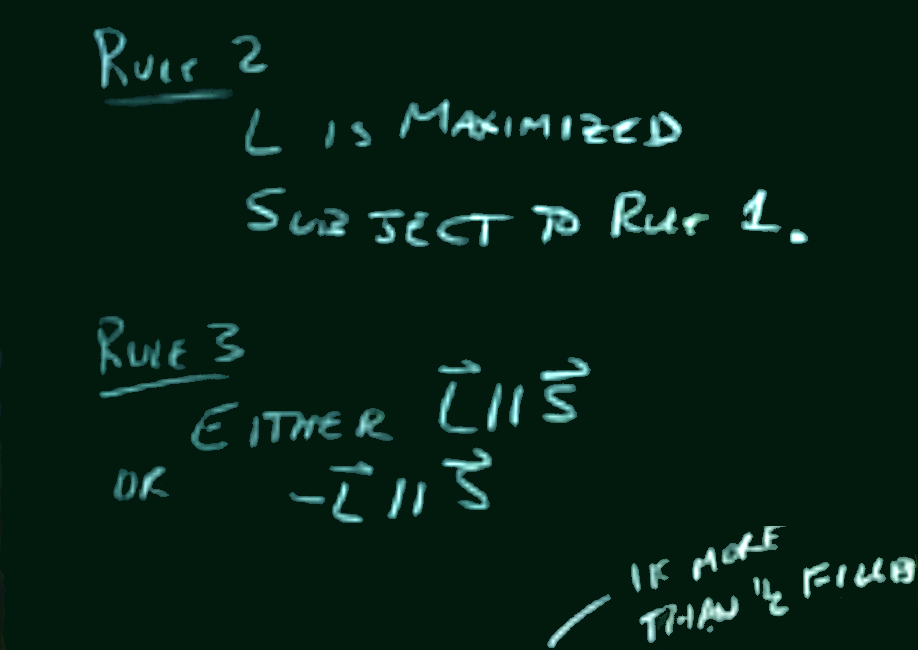 RULE 2
L IS MAXIMIZED
SUBJECT TO RULE 1.
RULE 3
EITHER L⃗ || S⃗
OR -L⃗ || S⃗
IF MORE
THAN 1/2 FILLED